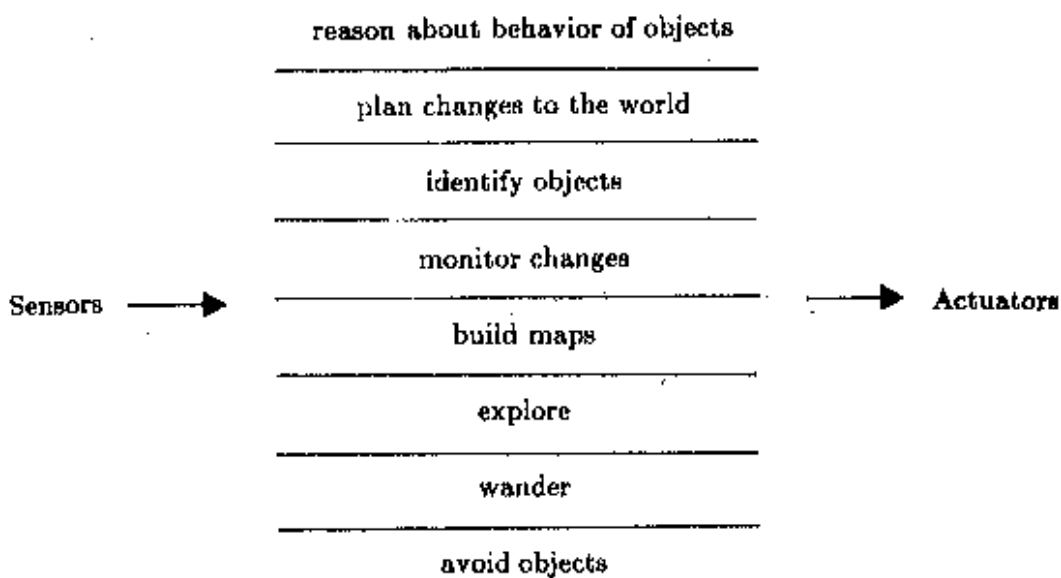 reason about behavior of objects
plan changes to the world
identify objects
monitor changes
Sensors
Actuators
build maps
explore
wander
avoid objects